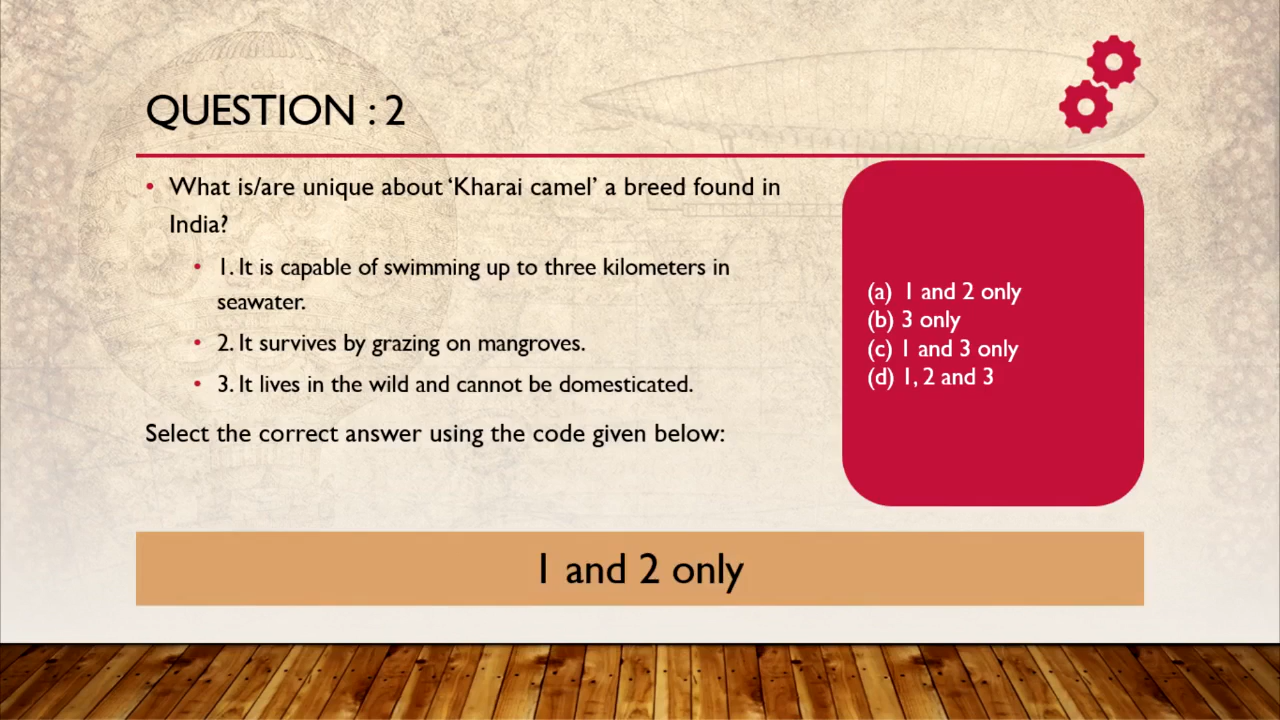 QUESTION : 2
• What is/are unique about ‘Kharai camel’ a breed found in
India?
• 1. It is capable of swimming up to three kilometers in
seawater.
• 2. It survives by grazing on mangroves.
• 3. It lives in the wild and cannot be domesticated.
Select the correct answer using the code given below:
(a) 1 and 2 only
(b) 3 only
(c) 1 and 3 only
(d) 1, 2 and 3
1 and 2 only